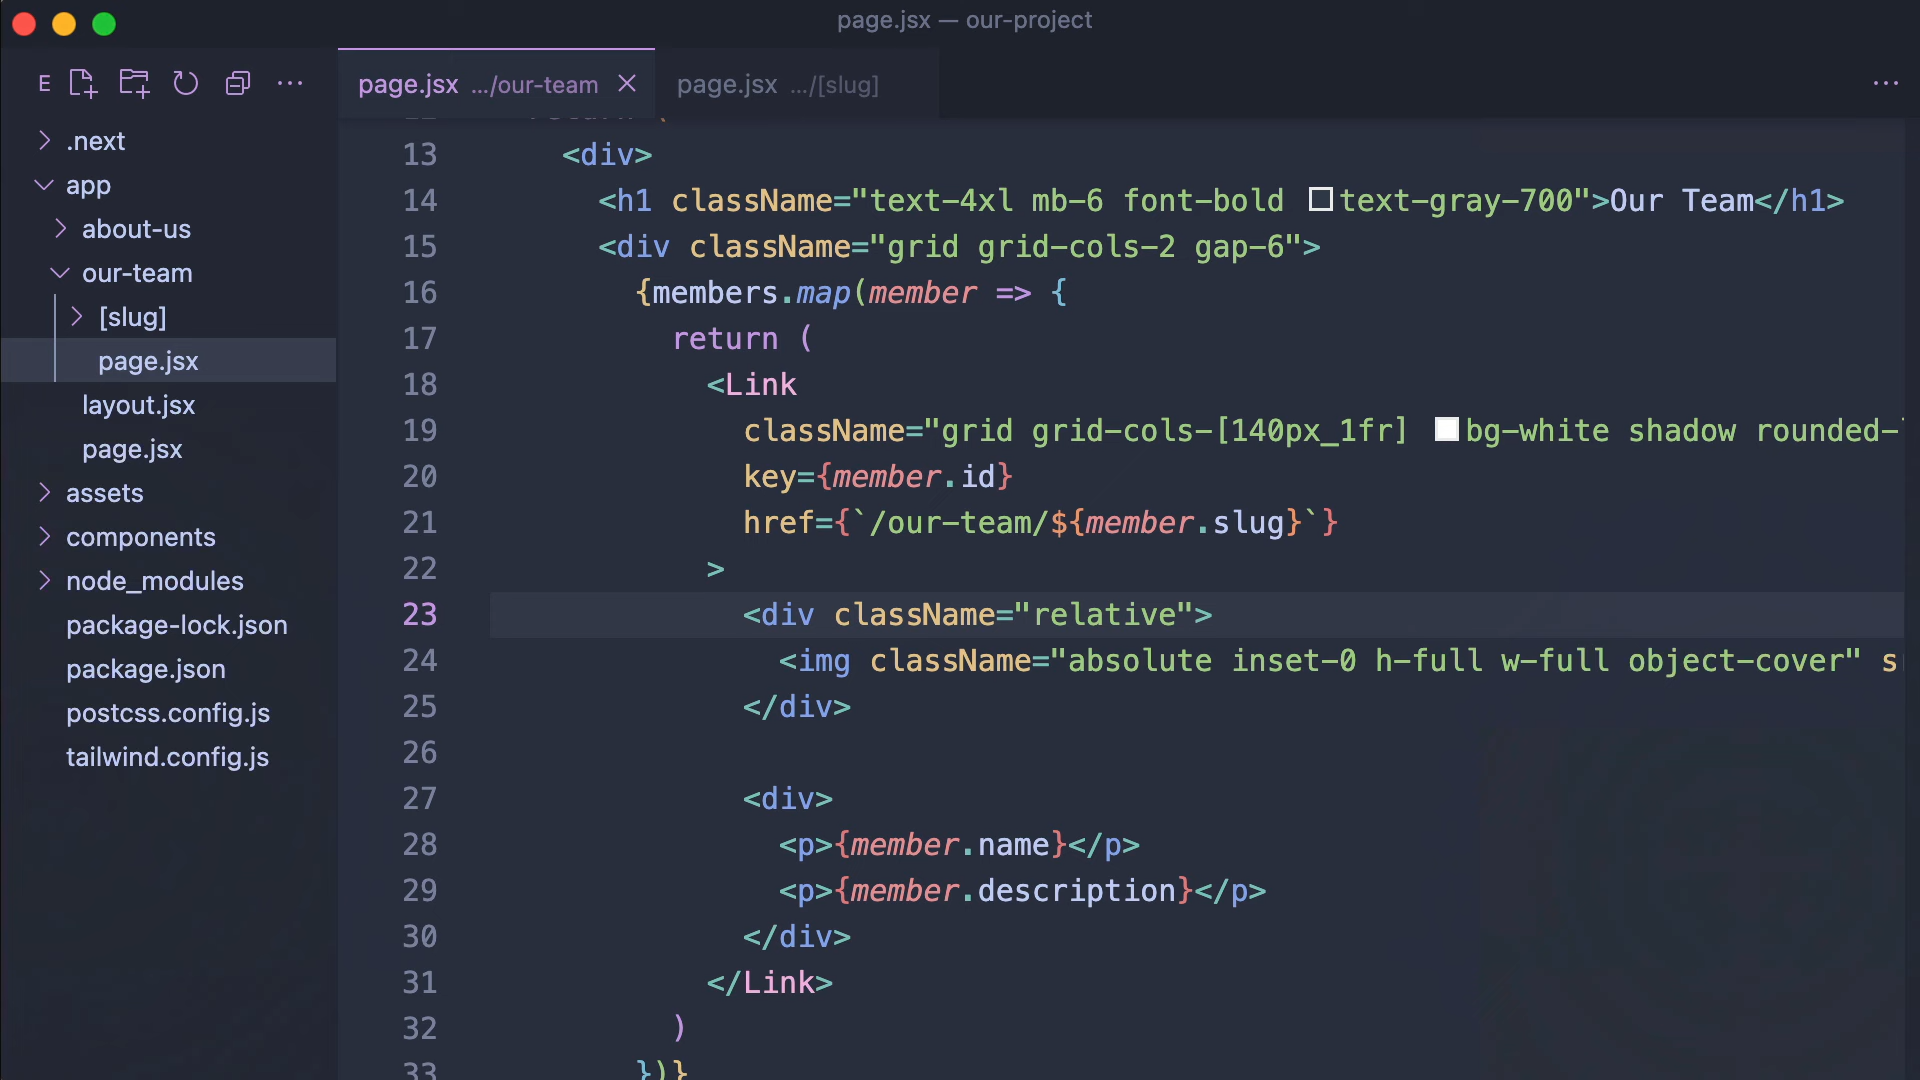 page.jsx — our-project
E
page.jsx .../our-team
page.jsx .../[slug]
.next
app
about-us
our-team
[slug]
page.jsx
layout.jsx
page.jsx
assets
components
node_modules
package-lock.json
package.json
postcss.config.js
tailwind.config.js
13 <div>
14 <h1 className="text-4xl mb-6 font-bold text-gray-700">Our Team</h1>
15 <div className="grid grid-cols-2 gap-6">
16 {members.map(member => {
17 return (
18 <Link
19 className="grid grid-cols-[140px_1fr] bg-white shadow rounded-
20 key={member.id}
21 href={`/our-team/${member.slug}`}
22 >
23 <div className="relative">
24 <img className="absolute inset-0 h-full w-full object-cover" s
25 </div>
26
27 <div>
28 <p>{member.name}</p>
29 <p>{member.description}</p>
30 </div>
31 </Link>
32 )
33 })}